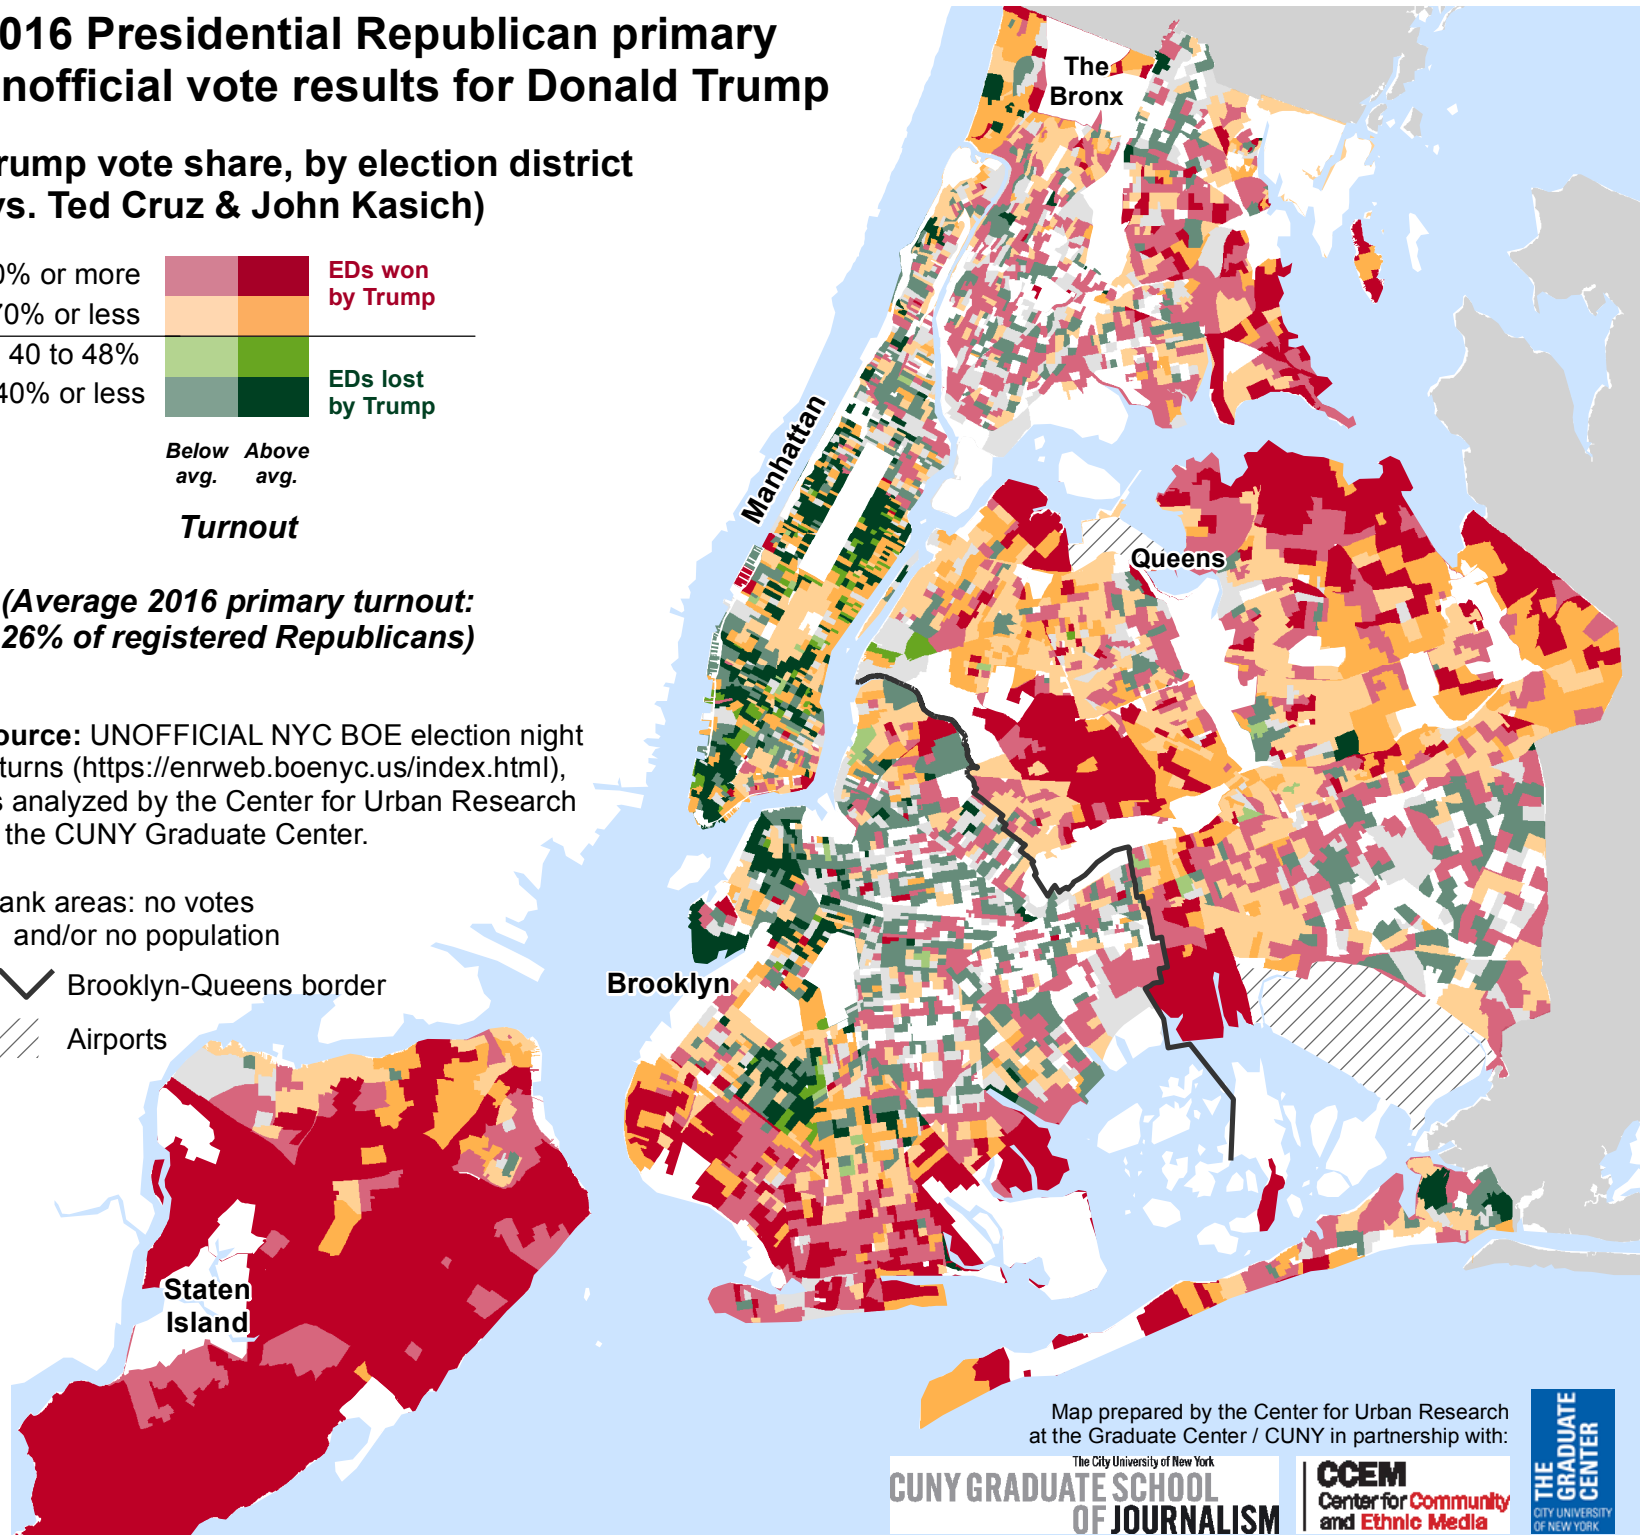 016 Presidential Republican primary
nofficial vote results for Donald Trump
rump vote share, by election district
vs. Ted Cruz & John Kasich)
0% or more
70% or less
40 to 48%
40% or less
EDs won
by Trump
EDs lost
by Trump
Below
avg.
Above
avg.
Turnout
(Average 2016 primary turnout:
26% of registered Republicans)
ource: UNOFFICIAL NYC BOE election night
turns (https://enrweb.boenyc.us/index.html),
s analyzed by the Center for Urban Research
the CUNY Graduate Center.
ank areas: no votes
and/or no population
Brooklyn-Queens border
Airports
The
Bronx
Manhattan
Queens
Brooklyn
Staten
Island
Map prepared by the Center for Urban Research
at the Graduate Center / CUNY in partnership with:
The City University of New York
CUNY GRADUATE SCHOOL
OF JOURNALISM
CCEM
Center for Community
and Ethnic Media
THE
GRADUATE
CENTER
CITY UNIVERSITY
OF NEW YORK